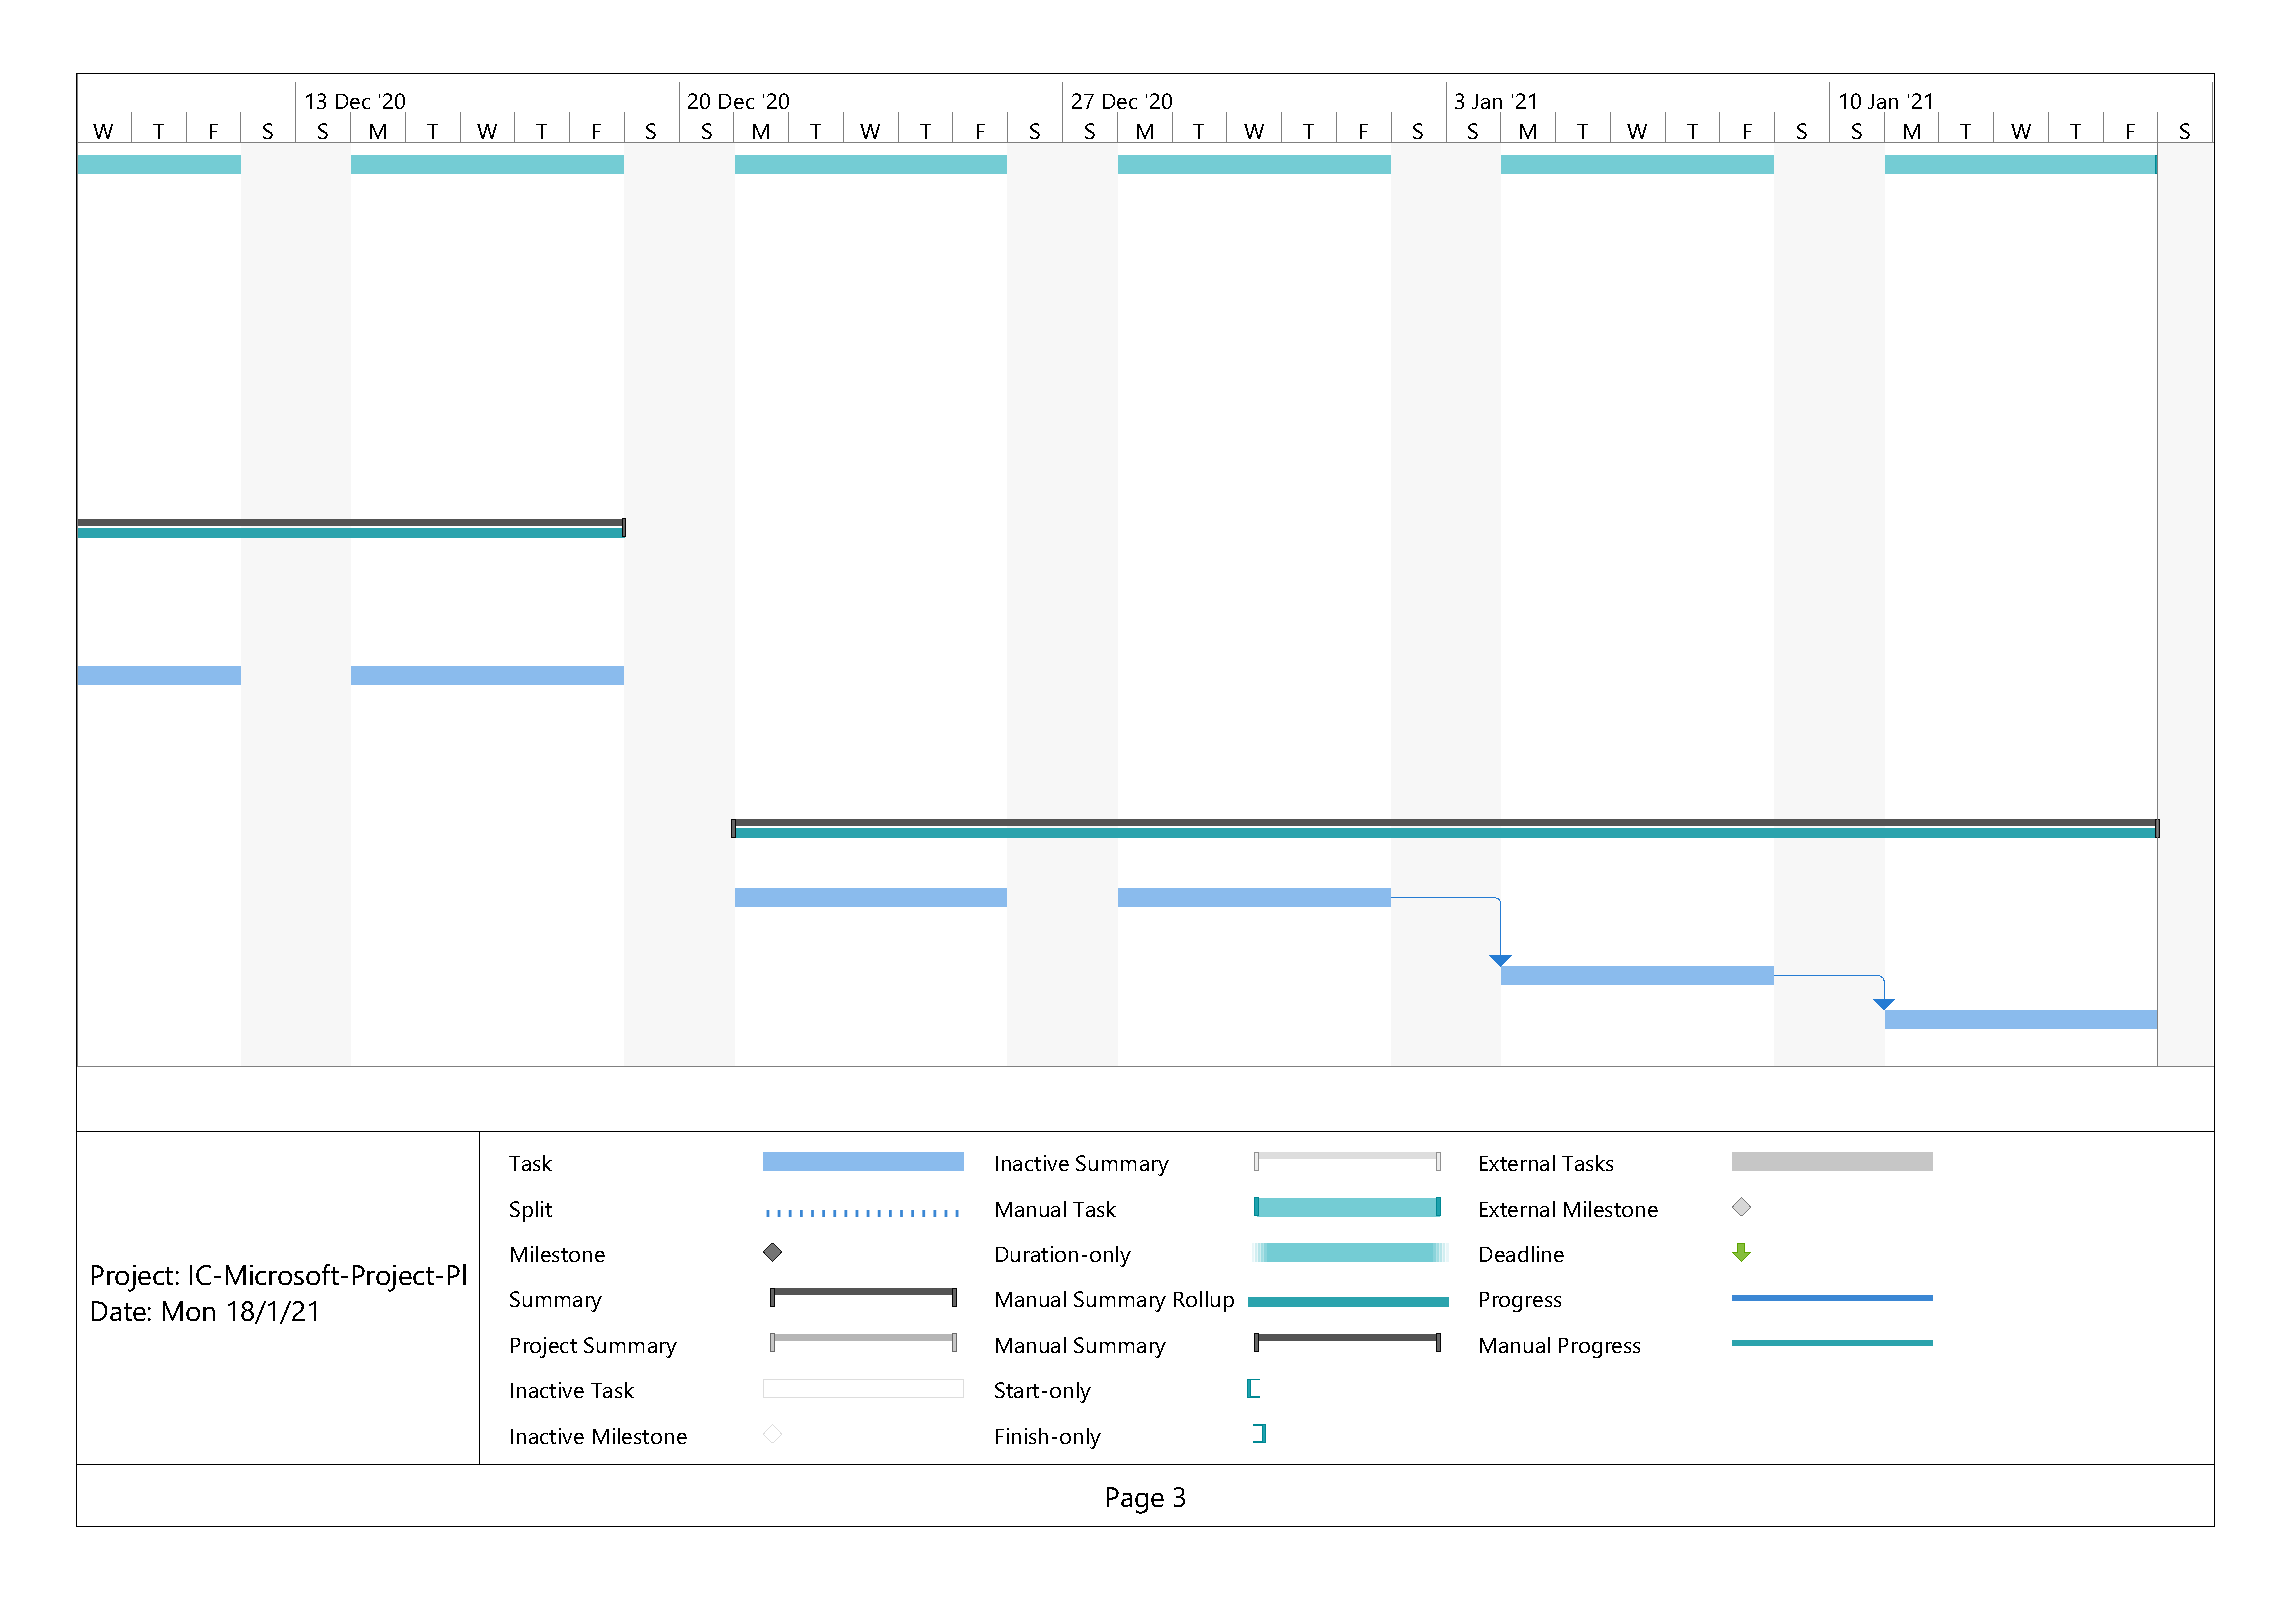 13 Dec '20 20 Dec '20 27 Dec '20 3 Jan '21 10 Jan '21
W T F S S M T W T F S S M T W T F S S M T W T F S S M T W T F S S M T W T F S
Task Inactive Summary External Tasks
Split Manual Task External Milestone
Milestone Duration-only Deadline
Summary Manual Summary Rollup Progress
Project Summary Manual Summary Manual Progress
Inactive Task Start-only
Inactive Milestone Finish-only
Project: IC-Microsoft-Project-Pl
Date: Mon 18/1/21
Page 3